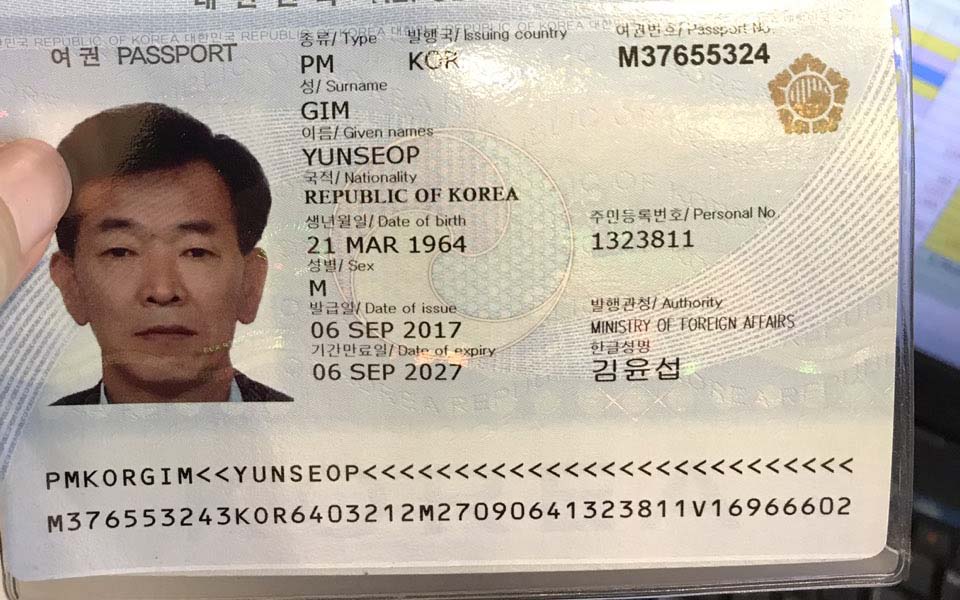 여권 PASSPORT
종류/Type 발행국/Issuing country 여권번호/Passport No.
PM KOR M37655324
성/Surname
GIM
이름/Given names
YUNSEOP
국적/Nationality
REPUBLIC OF KOREA
생년월일/Date of birth 주민등록번호/Personal No.
21 MAR 1964 1323811
성별/Sex
M
발급일/Date of issue 발행관청/Authority
06 SEP 2017 MINISTRY OF FOREIGN AFFAIRS
기간만료일/Date of expiry 한글성명
06 SEP 2027 김윤섭
PMKORGIM<<YUNSEOP<<<<<<<<<<<<<<<<<<<<<<<<<<<
M376553243KOR6403212M27090641323811V16966602